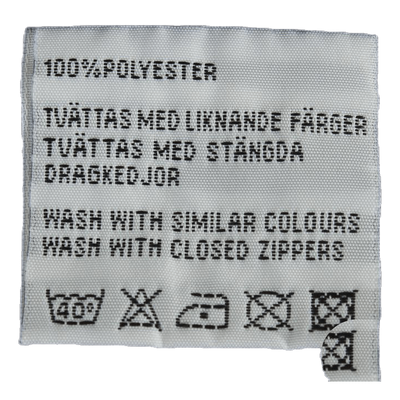 100%POLYESTER
TVÄTTAS MED LIKNANDE FÄRGER
TVÄTTAS MED STÄNGDA
DRAGKEDJOR
WASH WITH SIMILAR COLOURS
WASH WITH CLOSED ZIPPERS
40°